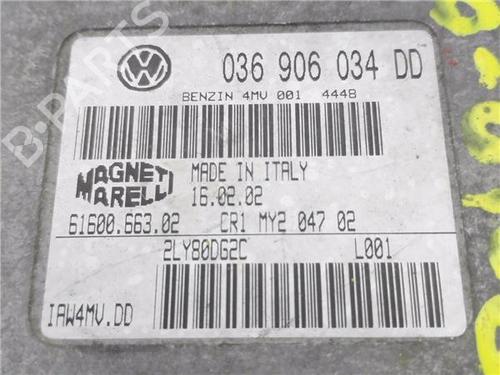 036 906 034 DD
BENZIN 4MV 001 4448
MAGNETI MARELLI
MADE IN ITALY
16.02.02
61600.663.02 CR1 MY2 047 02
2LY80DG2C L001
IAW4MV.DD
B-PARTS